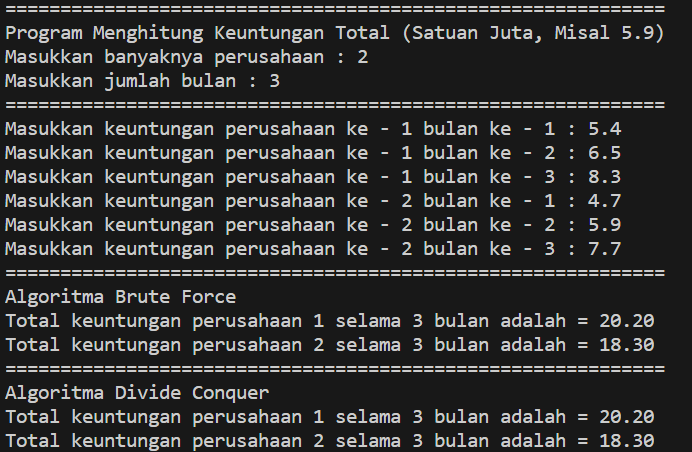 ============================================================
Program Menghitung Keuntungan Total (Satuan Juta, Misal 5.9)
Masukkan banyaknya perusahaan : 2
Masukkan jumlah bulan : 3
============================================================
Masukkan keuntungan perusahaan ke - 1 bulan ke - 1 : 5.4
Masukkan keuntungan perusahaan ke - 1 bulan ke - 2 : 6.5
Masukkan keuntungan perusahaan ke - 1 bulan ke - 3 : 8.3
Masukkan keuntungan perusahaan ke - 2 bulan ke - 1 : 4.7
Masukkan keuntungan perusahaan ke - 2 bulan ke - 2 : 5.9
Masukkan keuntungan perusahaan ke - 2 bulan ke - 3 : 7.7
============================================================
Algoritma Brute Force
Total keuntungan perusahaan 1 selama 3 bulan adalah = 20.20
Total keuntungan perusahaan 2 selama 3 bulan adalah = 18.30
============================================================
Algoritma Divide Conquer
Total keuntungan perusahaan 1 selama 3 bulan adalah = 20.20
Total keuntungan perusahaan 2 selama 3 bulan adalah = 18.30